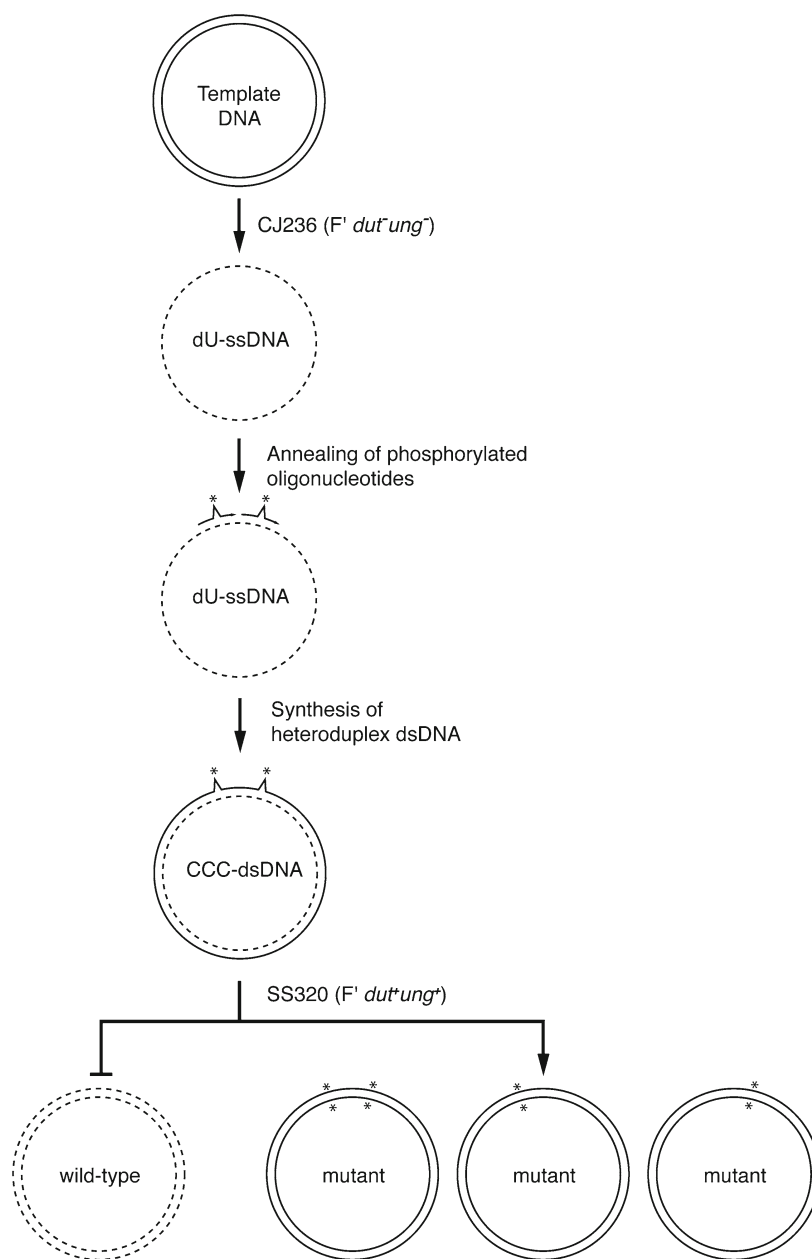 Template
DNA
CJ236 (F' dut⁻ung⁻)
dU-ssDNA
Annealing of phosphorylated
oligonucleotides
* *
dU-ssDNA
Synthesis of
heteroduplex dsDNA
* *
CCC-dsDNA
SS320 (F' dut⁺ung⁺)
* * * *
* * * *
wild-type mutant mutant mutant